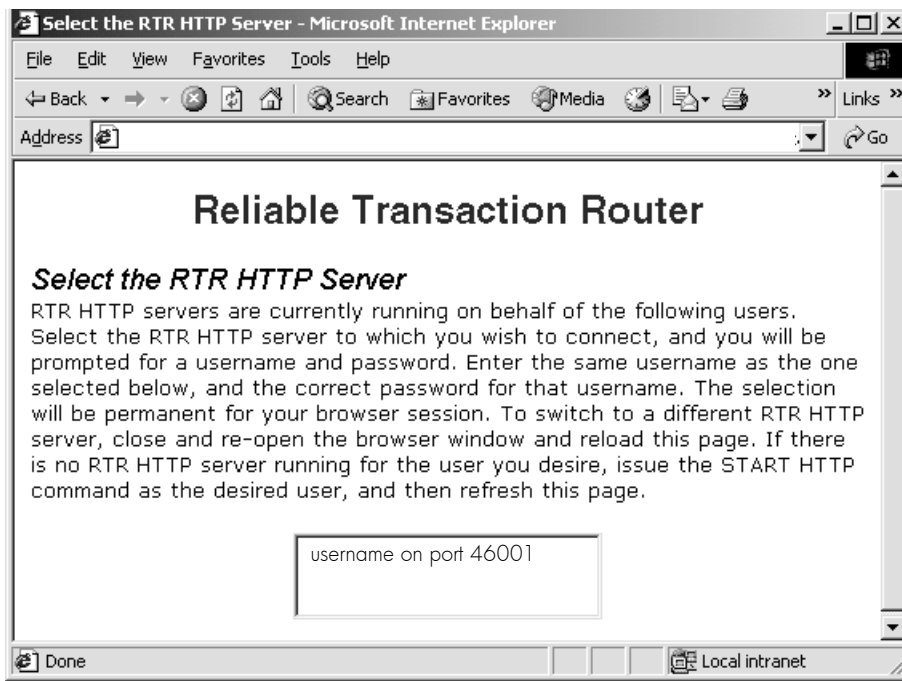 Select the RTR HTTP Server - Microsoft Internet Explorer
File Edit View Favorites Tools Help
Back Search Favorites Media » Links »
Address Go
Reliable Transaction Router
Select the RTR HTTP Server
RTR HTTP servers are currently running on behalf of the following users.
Select the RTR HTTP server to which you wish to connect, and you will be
prompted for a username and password. Enter the same username as the one
selected below, and the correct password for that username. The selection
will be permanent for your browser session. To switch to a different RTR HTTP
server, close and re-open the browser window and reload this page. If there
is no RTR HTTP server running for the user you desire, issue the START HTTP
command as the desired user, and then refresh this page.
username on port 46001
Done Local intranet